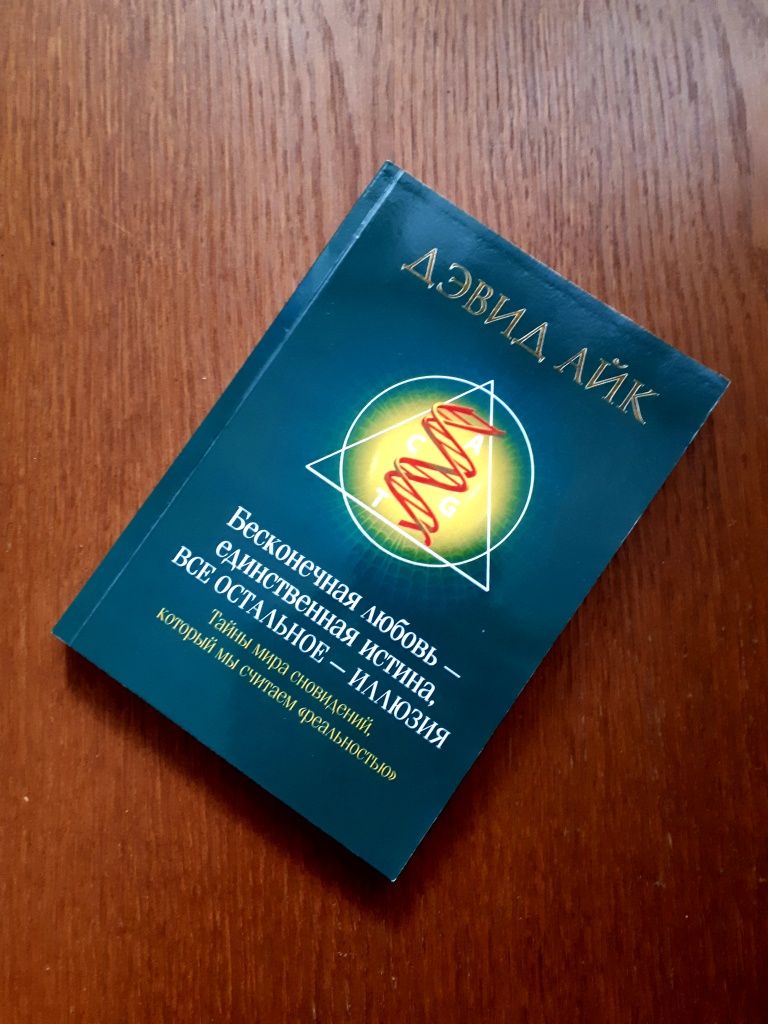 ДЭВИД АЙК
C A
T G
Бесконечная любовь –
единственная истина,
ВСЕ ОСТАЛЬНОЕ – ИЛЛЮЗИЯ
Тайны мира сновидений,
который мы считаем «реальностью»